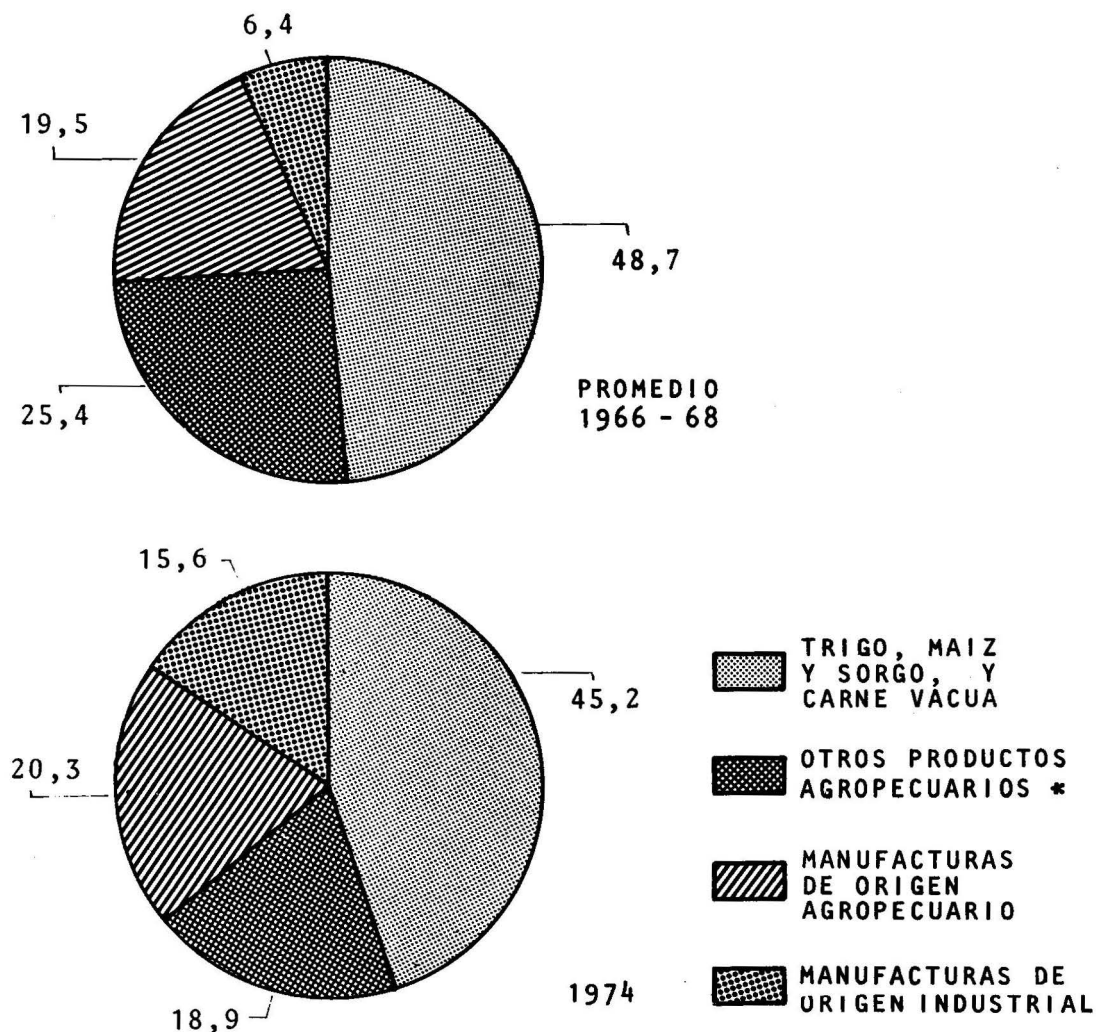 6,4
19,5
48,7
25,4
PROMEDIO
1966 - 68
15,6
45,2
20,3
18,9
1974
TRIGO, MAIZ
Y SORGO, Y
CARNE VACUA
OTROS PRODUCTOS
AGROPECUARIOS *
MANUFACTURAS
DE ORIGEN
AGROPECUARIO
MANUFACTURAS DE
ORIGEN INDUSTRIAL